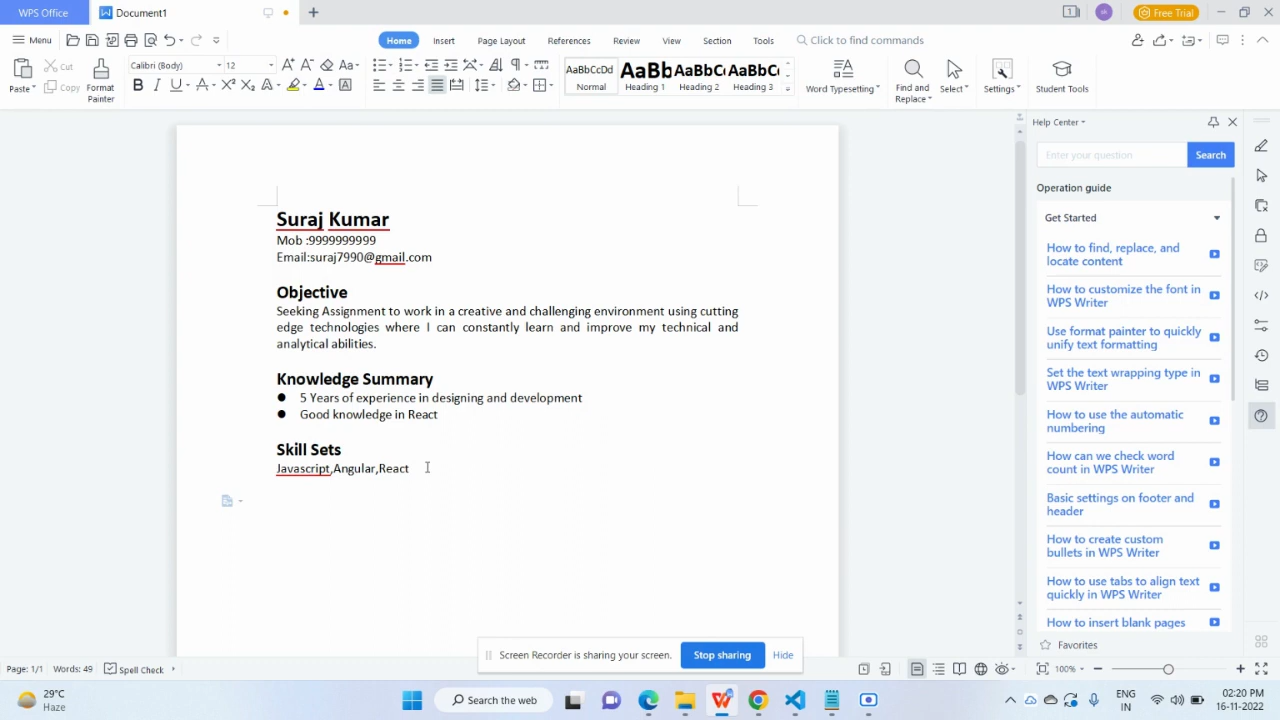 WPS Office
Document1
1
sh
Free Trial
Menu
Home
Insert
Page Layout
References
Review
View
Section
Tools
Click to find commands
Paste
Cut
Copy
Format Painter
Calibri (Body)
12
AaBbCcDd
Normal
AaBb
Heading 1
AaBbC
Heading 2
AaBbCc
Heading 3
Word Typesetting
Find and Replace
Select
Settings
Student Tools
Suraj Kumar
Mob :9999999999
Email:suraj7990@gmail.com
Objective
Seeking Assignment to work in a creative and challenging environment using cutting
edge technologies where I can constantly learn and improve my technical and
analytical abilities.
Knowledge Summary
● 5 Years of experience in designing and development
● Good knowledge in React
Skill Sets
Javascript,Angular,React
Help Center
Enter your question
Search
Operation guide
Get Started
How to find, replace, and
locate content
How to customize the font in
WPS Writer
Use format painter to quickly
unify text formatting
Set the text wrapping type in
WPS Writer
How to use the automatic
numbering
How can we check word
count in WPS Writer
Basic settings on footer and
header
How to create custom
bullets in WPS Writer
How to use tabs to align text
quickly in WPS Writer
How to insert blank pages
Favorites
Screen Recorder is sharing your screen.
Stop sharing
Hide
Page: 1/1
Words: 49
Spell Check
100%
29°C
Haze
Search the web
ENG
IN
02:20 PM
16-11-2022